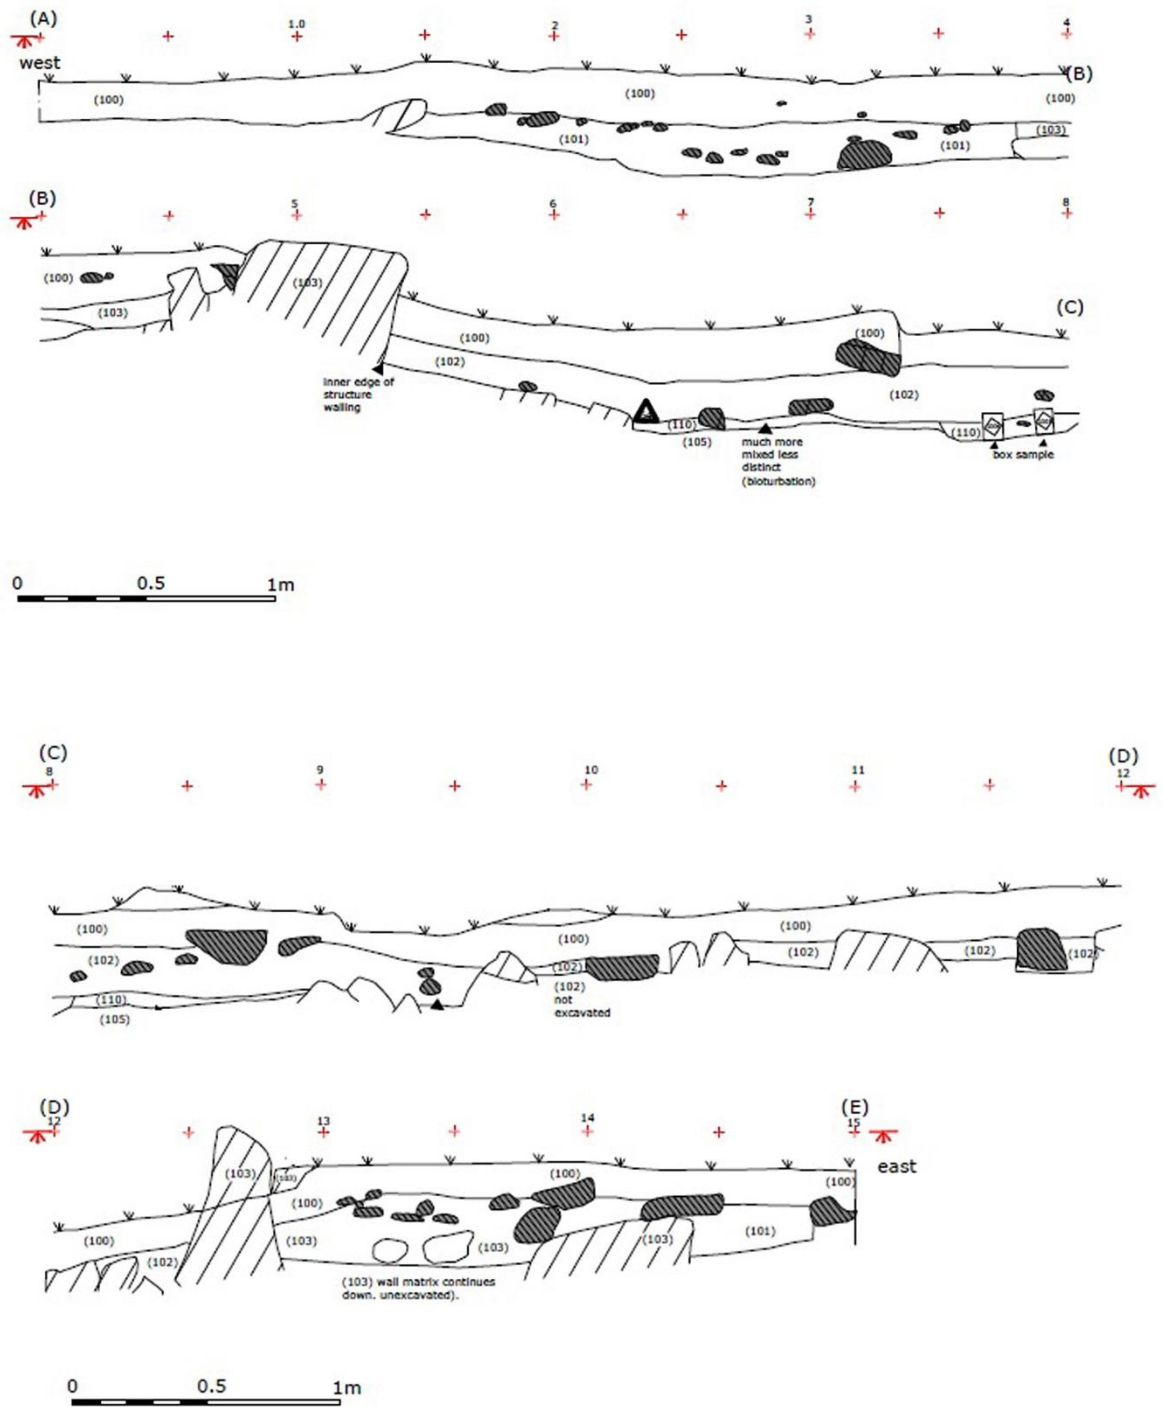 (A)
1.0 2 3 4
west
(B)
(100) (100) (100)
(101) (101) (103)
(B)
5 6 7 8
(100) (103) (103)
(C)
(100) (100)
(102) (102)
inner edge of
structure
walling
(110) (110)
(105)
much more
mixed less
distinct
(bioturbation)
box sample
0 0.5 1m
(C) (D)
8 9 10 11 12
(100) (100) (100)
(102) (102) (102) (102) (102)
(102)
not
excavated
(110)
(105)
(D) (E)
12 13 14 15
east
(103) (103) (100) (100)
(100)
(100) (103) (103) (103) (101)
(102)
(103) wall matrix continues
down. unexcavated).
0 0.5 1m